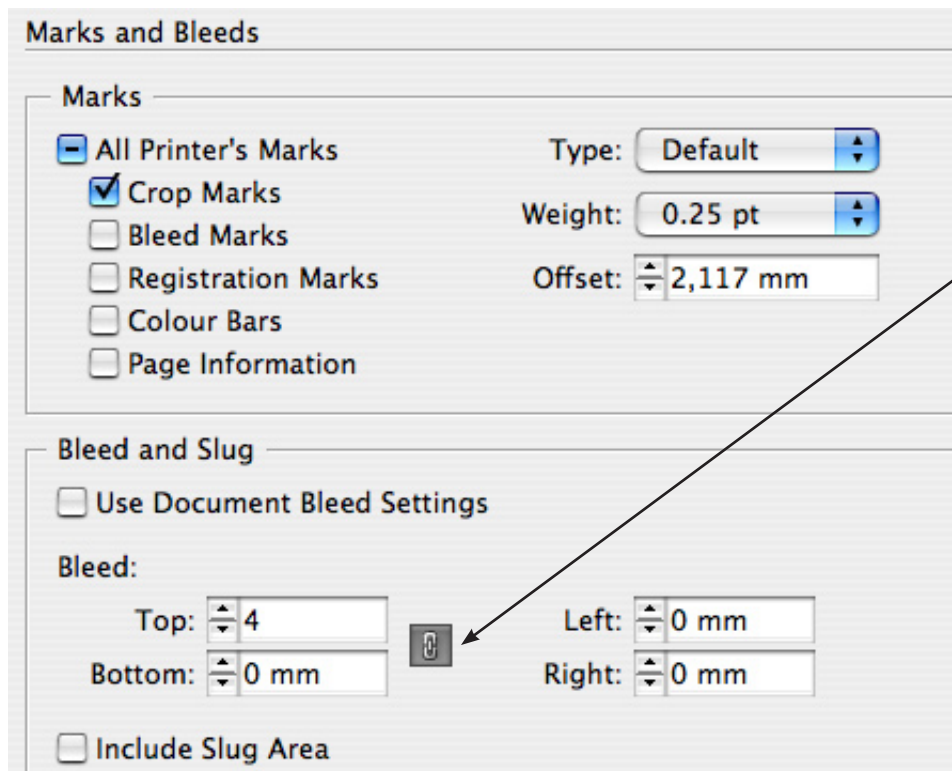 Marks and Bleeds
Marks
All Printer's Marks
Type: Default
Crop Marks
Weight: 0.25 pt
Bleed Marks
Registration Marks
Offset: 2,117 mm
Colour Bars
Page Information
Bleed and Slug
Use Document Bleed Settings
Bleed:
Top: 4
Left: 0 mm
Bottom: 0 mm
Right: 0 mm
Include Slug Area